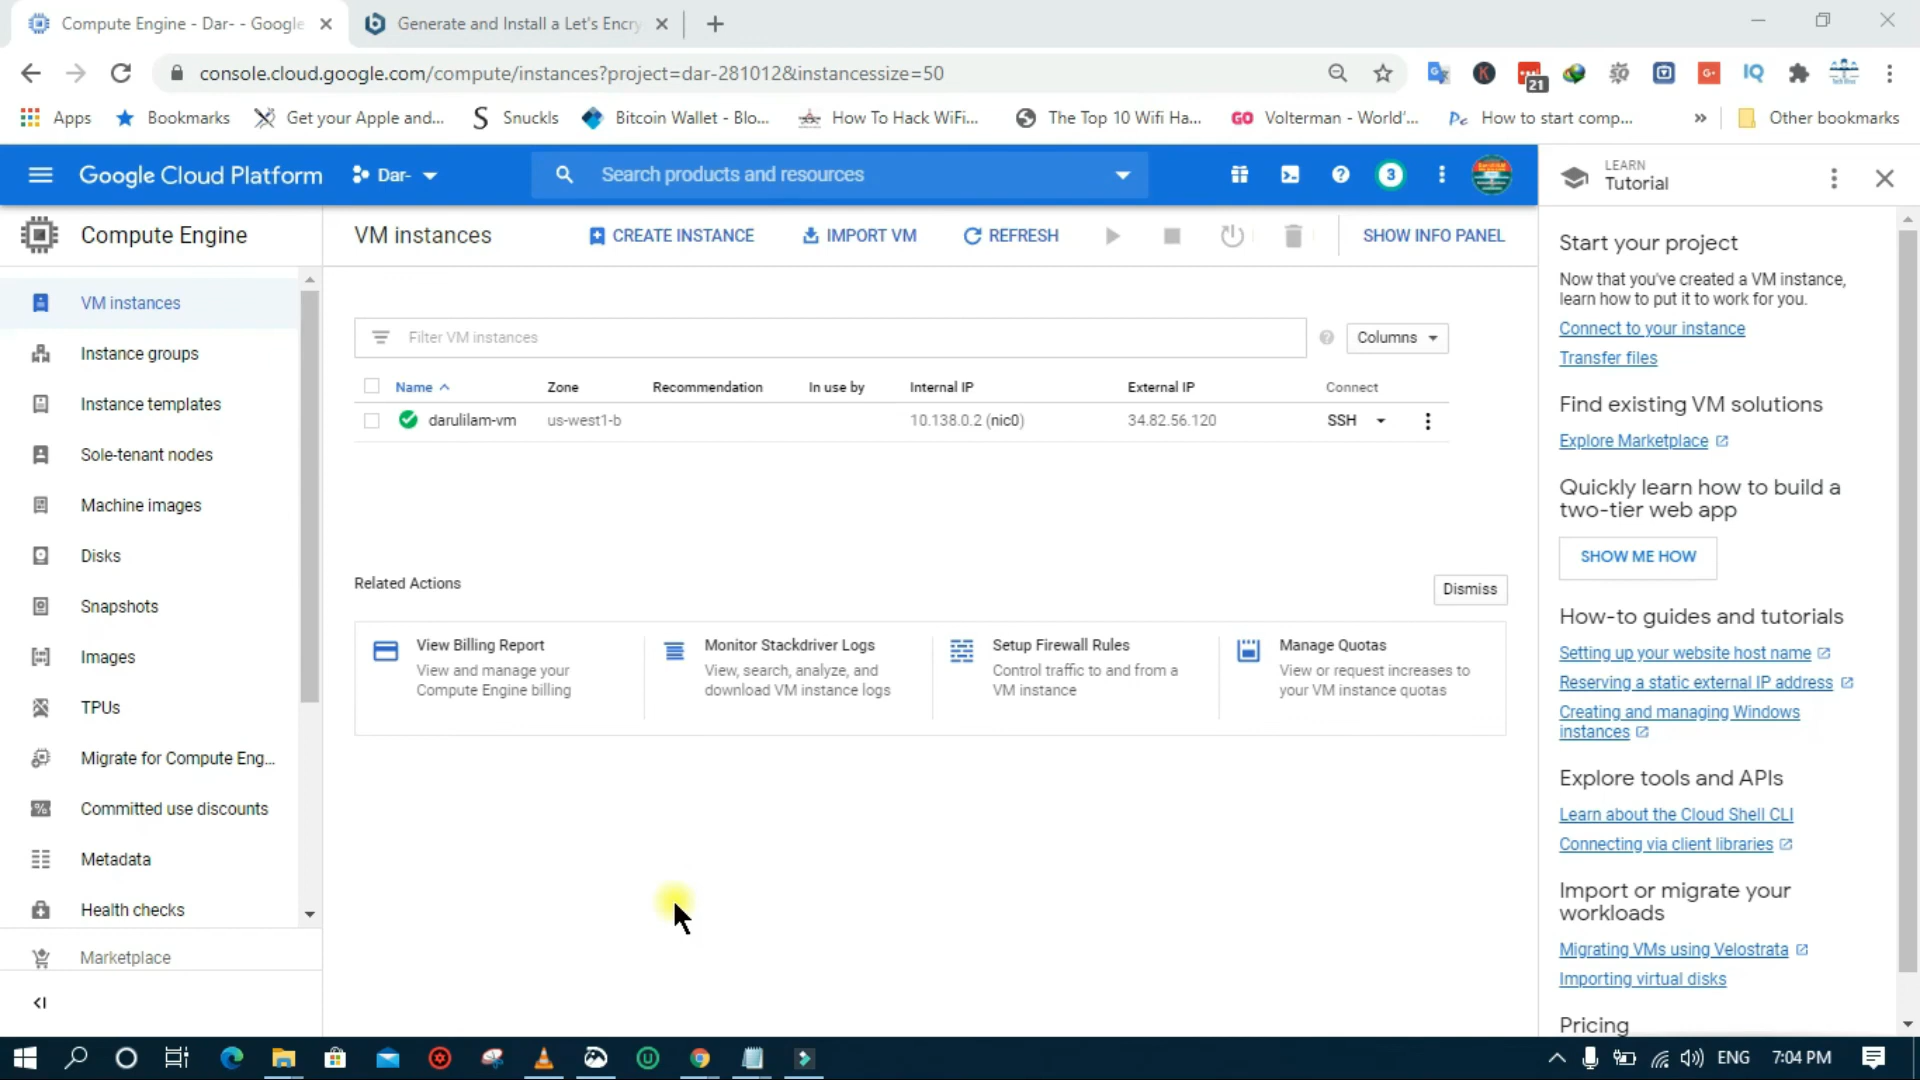 Compute Engine - Dar- - Google
Generate and Install a Let's Encry
console.cloud.google.com/compute/instances?project=dar-281012&instancessize=50
21
IQ
Apps
Bookmarks
Get your Apple and...
Snuckls
Bitcoin Wallet - Blo...
How To Hack WiFi...
The Top 10 Wifi Ha...
GO Volterman - World'...
How to start comp...
»
Other bookmarks
Google Cloud Platform
Dar-
Search products and resources
3
LEARN
Tutorial
Compute Engine
VM instances
CREATE INSTANCE
IMPORT VM
REFRESH
SHOW INFO PANEL
VM instances
Instance groups
Instance templates
Sole-tenant nodes
Machine images
Disks
Snapshots
Images
TPUs
Migrate for Compute Eng...
Committed use discounts
Metadata
Health checks
Marketplace
Filter VM instances
Columns
Name Zone Recommendation In use by Internal IP External IP Connect
darulilam-vm us-west1-b 10.138.0.2 (nic0) 34.82.56.120 SSH
Related Actions
Dismiss
View Billing Report
View and manage your
Compute Engine billing
Monitor Stackdriver Logs
View, search, analyze, and
download VM instance logs
Setup Firewall Rules
Control traffic to and from a
VM instance
Manage Quotas
View or request increases to
your VM instance quotas
Start your project
Now that you've created a VM instance,
learn how to put it to work for you.
Connect to your instance
Transfer files
Find existing VM solutions
Explore Marketplace
Quickly learn how to build a
two-tier web app
SHOW ME HOW
How-to guides and tutorials
Setting up your website host name
Reserving a static external IP address
Creating and managing Windows
instances
Explore tools and APIs
Learn about the Cloud Shell CLI
Connecting via client libraries
Import or migrate your
workloads
Migrating VMs using Velostrata
Importing virtual disks
Pricing
ENG
7:04 PM